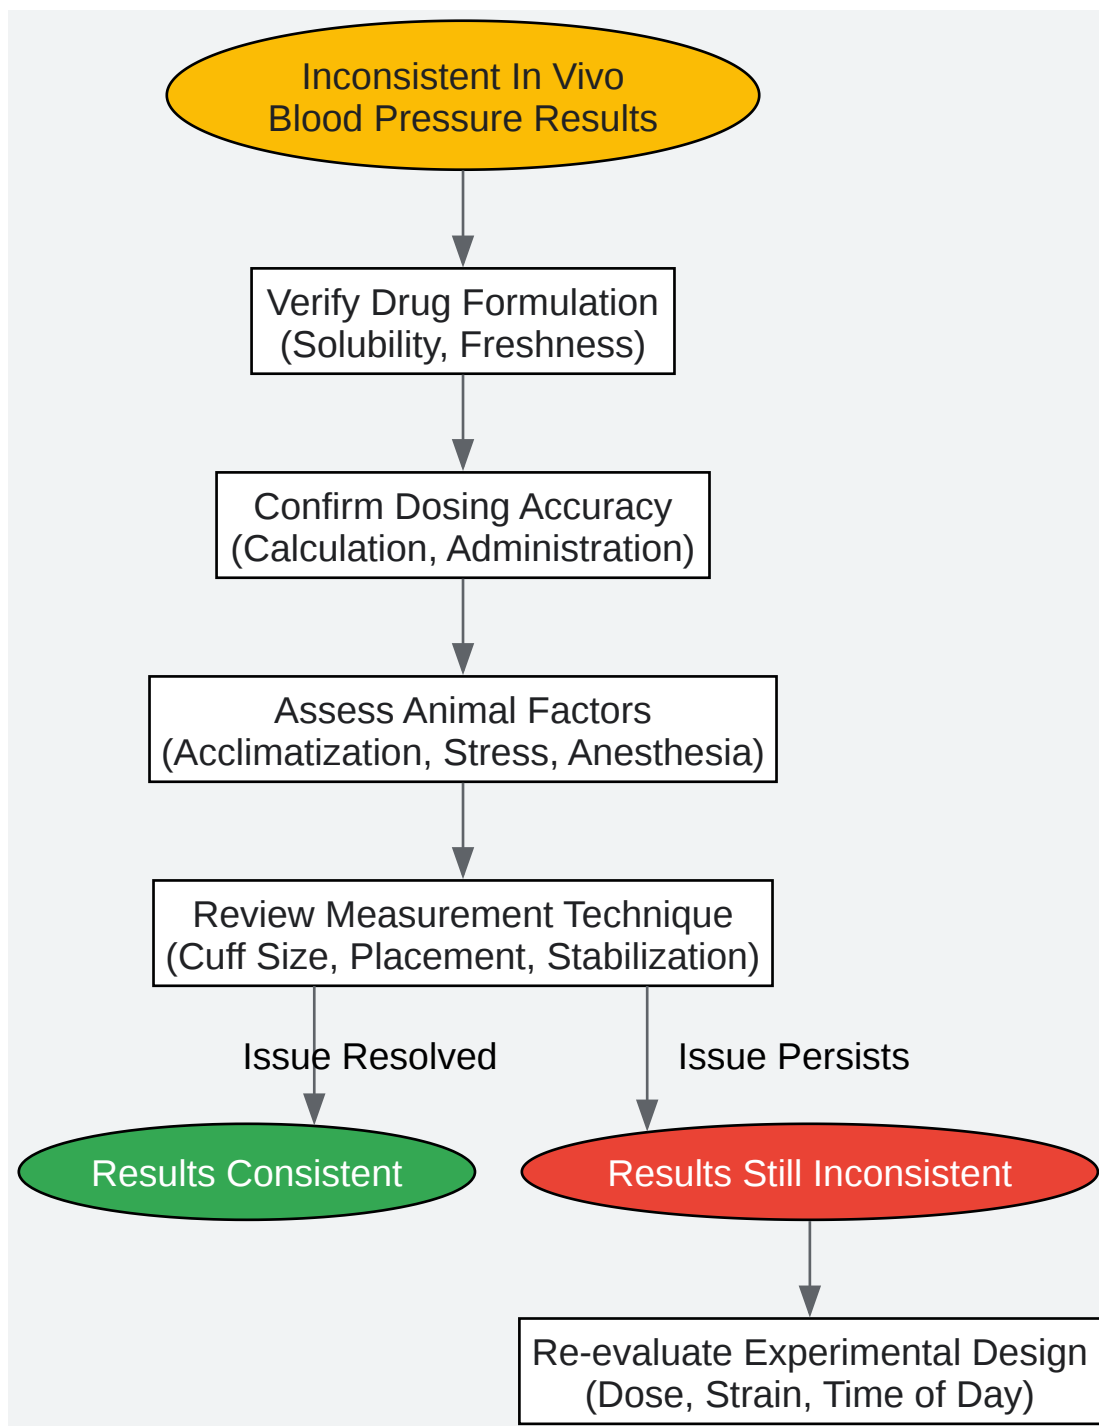 Inconsistent In Vivo
Blood Pressure Results
Verify Drug Formulation
(Solubility, Freshness)
Confirm Dosing Accuracy
(Calculation, Administration)
Assess Animal Factors
(Acclimatization, Stress, Anesthesia)
Review Measurement Technique
(Cuff Size, Placement, Stabilization)
Issue Resolved
Issue Persists
Results Consistent
Results Still Inconsistent
Re-evaluate Experimental Design
(Dose, Strain, Time of Day)